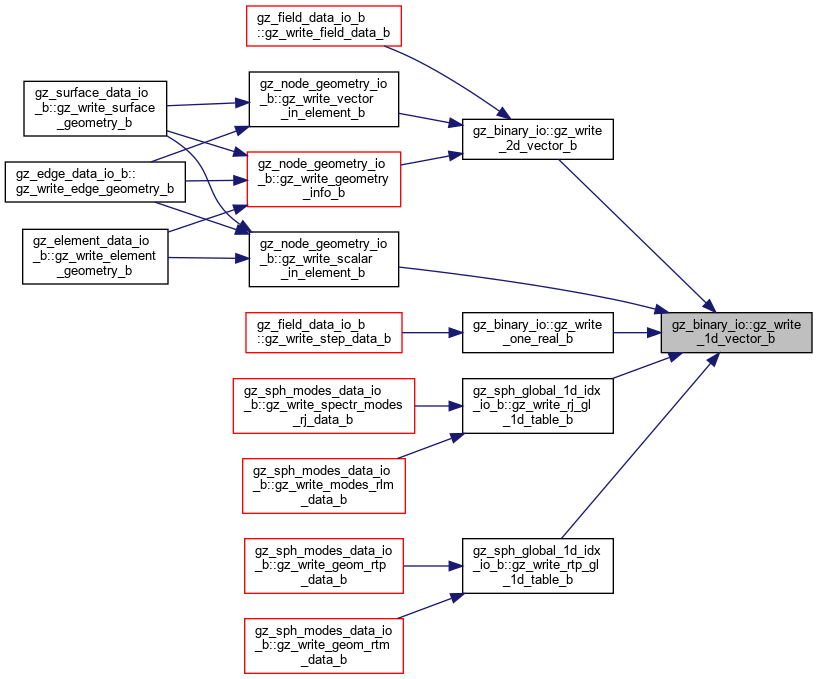 gz_field_data_io_b
::gz_write_field_data_b
gz_surface_data_io
_b::gz_write_surface
_geometry_b
gz_node_geometry_io
_b::gz_write_vector
_in_element_b
gz_binary_io::gz_write
_2d_vector_b
gz_edge_data_io_b::
gz_write_edge_geometry_b
gz_node_geometry_io
_b::gz_write_geometry
_info_b
gz_element_data_io
_b::gz_write_element
_geometry_b
gz_node_geometry_io
_b::gz_write_scalar
_in_element_b
gz_field_data_io_b
::gz_write_step_data_b
gz_binary_io::gz_write
_one_real_b
gz_binary_io::gz_write
_1d_vector_b
gz_sph_modes_data_io
_b::gz_write_spectr_modes
_rj_data_b
gz_sph_global_1d_idx
_io_b::gz_write_rj_gl
_1d_table_b
gz_sph_modes_data_io
_b::gz_write_modes_rlm
_data_b
gz_sph_modes_data_io
_b::gz_write_geom_rtp
_data_b
gz_sph_global_1d_idx
_io_b::gz_write_rtp_gl
_1d_table_b
gz_sph_modes_data_io
_b::gz_write_geom_rtm
_data_b